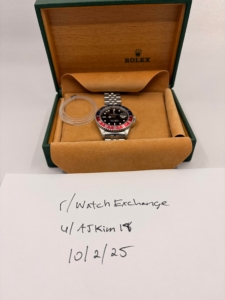 ROLEX
r/Watch Exchange
u/AJKim18
10/2/25